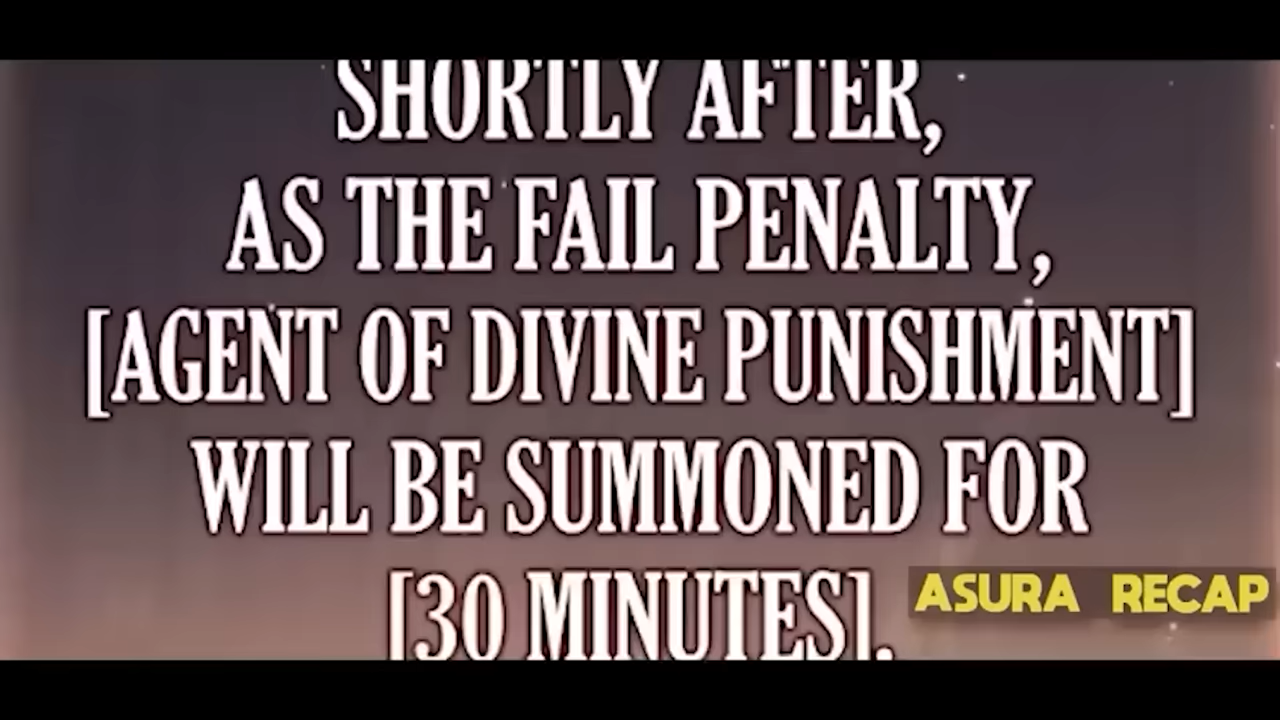 SHORTLY AFTER,
AS THE FAIL PENALTY,
[AGENT OF DIVINE PUNISHMENT]
WILL BE SUMMONED FOR
[30 MINUTES].
ASURA RECAP